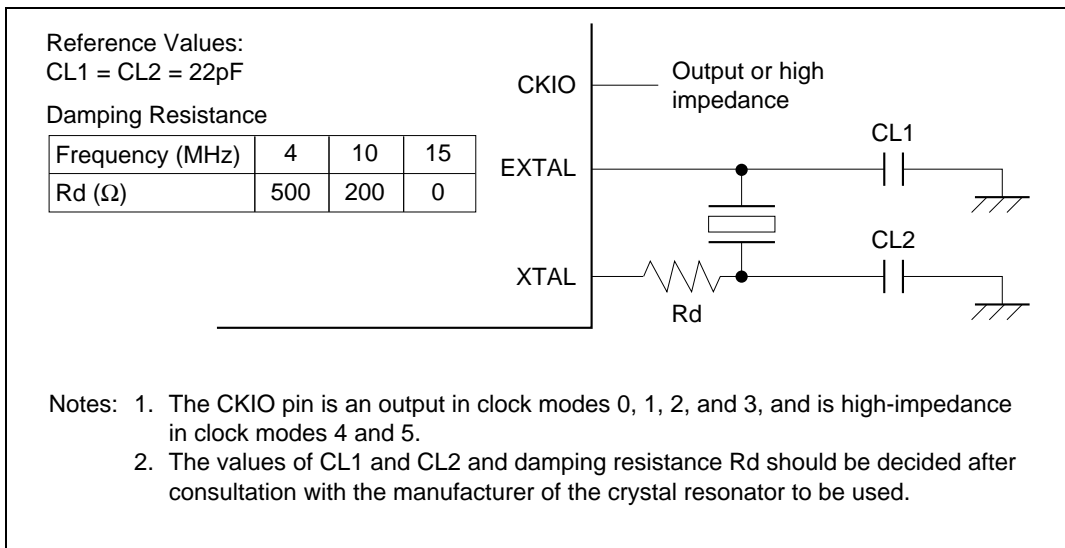 Reference Values:
CL1 = CL2 = 22pF
Damping Resistance
Frequency (MHz) 4 10 15
Rd (Ω) 500 200 0
CKIO
Output or high
impedance
CL1
EXTAL
CL2
XTAL
Rd
Notes: 1. The CKIO pin is an output in clock modes 0, 1, 2, and 3, and is high-impedance
in clock modes 4 and 5.
2. The values of CL1 and CL2 and damping resistance Rd should be decided after
consultation with the manufacturer of the crystal resonator to be used.